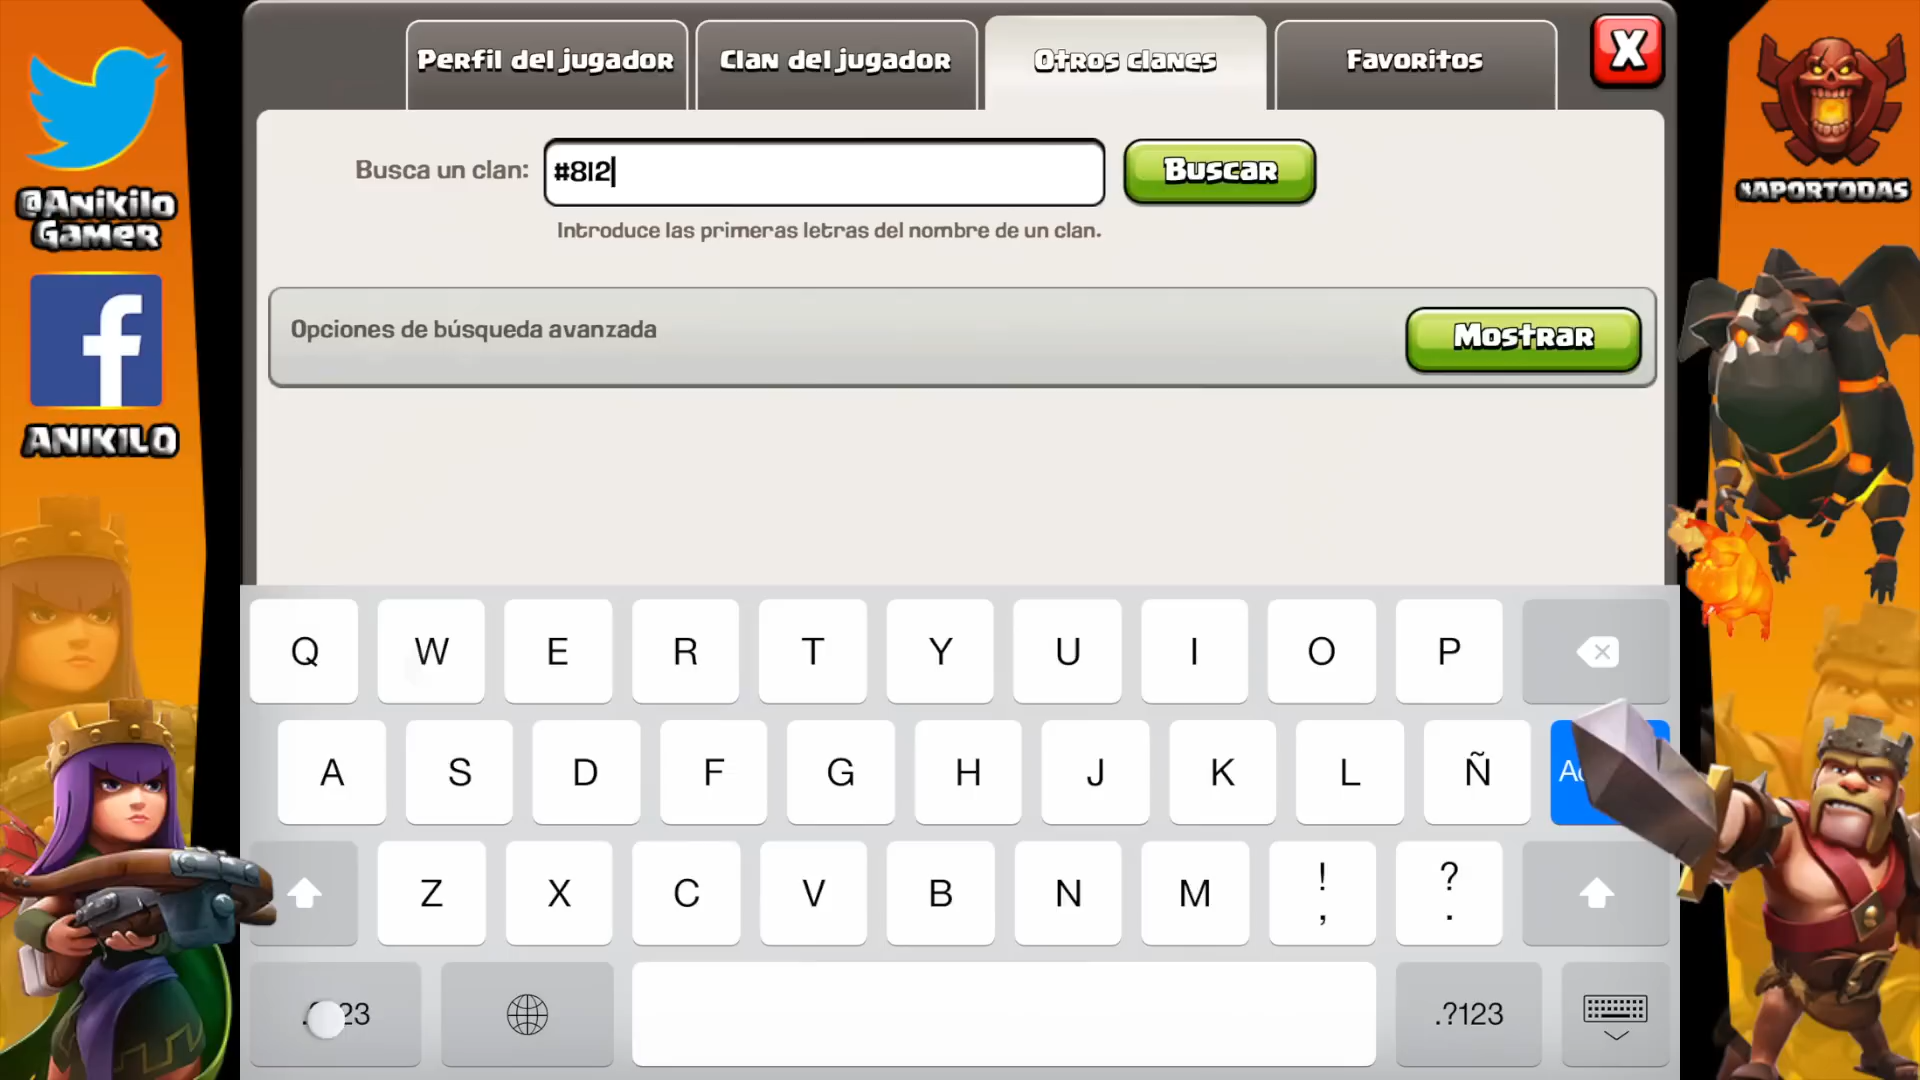 Perfil del jugador
Clan del jugador
Otros clanes
Favoritos
X
Busca un clan:
#8l2
Buscar
Introduce las primeras letras del nombre de un clan.
Opciones de búsqueda avanzada
Mostrar
@Anikilo
Gamer
f
ANIKILO
#APORTODAS
Q W E R T Y U I O P
A S D F G H J K L Ñ
Z X C V B N M ! , ? .
.?123